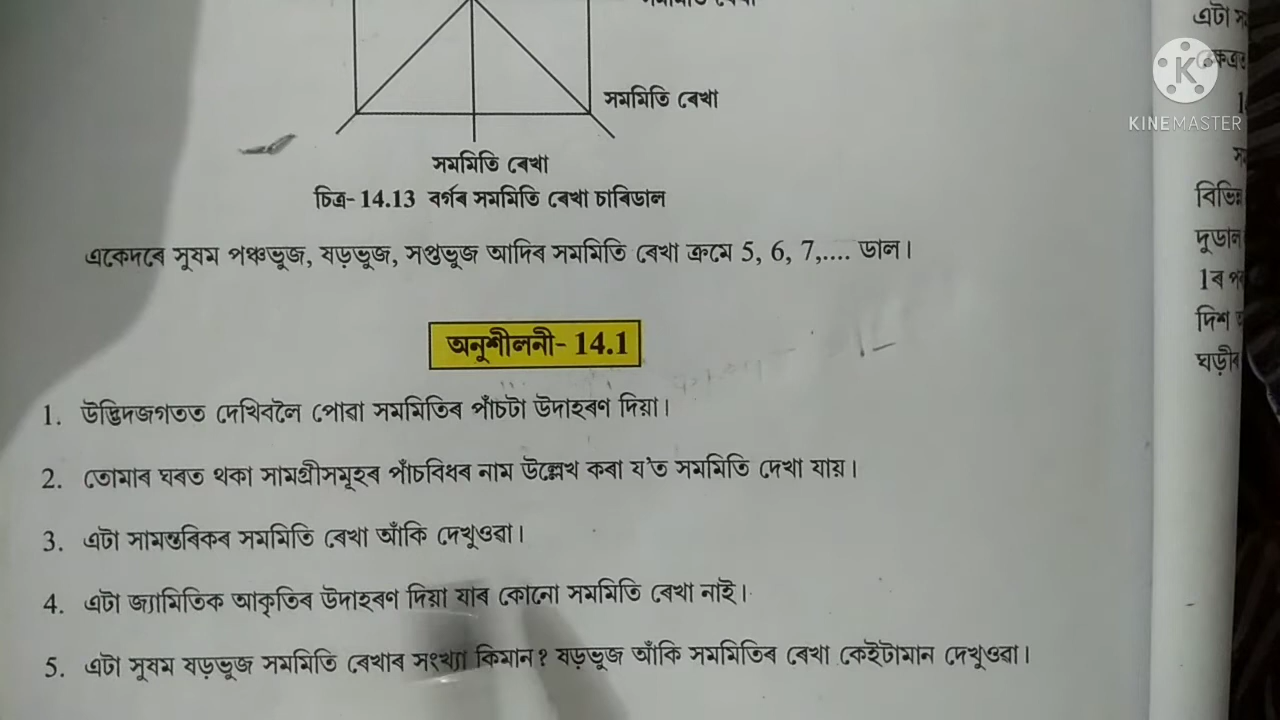 সমমিতি ৰেখা
সমমিতি ৰেখা
সমমিতি ৰেখা
চিত্ৰ- 14.13 বৰ্গৰ সমমিতি ৰেখা চাৰিডাল
একেদৰে সুষম পঞ্চভুজ, ষড়ভুজ, সপ্তভুজ আদিৰ সমমিতি ৰেখা ক্ৰমে 5, 6, 7,.... ডাল।
অনুশীলনী- 14.1
1. উদ্ভিদজগতত দেখিবলৈ পোৱা সমমিতিৰ পাঁচটা উদাহৰণ দিয়া।
2. তোমাৰ ঘৰত থকা সামগ্ৰীসমূহৰ পাঁচবিধৰ নাম উল্লেখ কৰা য'ত সমমিতি দেখা যায়।
3. এটা সামন্তৰিকৰ সমমিতি ৰেখা আঁকি দেখুওৱা।
4. এটা জ্যামিতিক আকৃতিৰ উদাহৰণ দিয়া যাৰ কোনো সমমিতি ৰেখা নাই।
5. এটা সুষম ষড়ভুজ সমমিতি ৰেখাৰ সংখ্যা কিমান? ষড়ভুজ আঁকি সমমিতিৰ ৰেখা কেইটামান দেখুওৱা।
এটা
বিভিন্ন
দুডাল
1ৰ
দিশ
ঘড়ীৰ
KINEMASTER